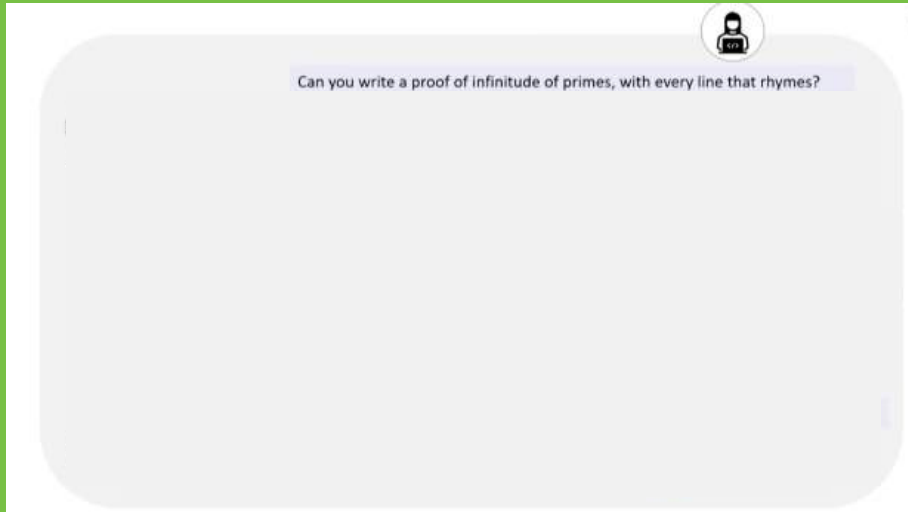 Can you write a proof of infinitude of primes, with every line that rhymes?